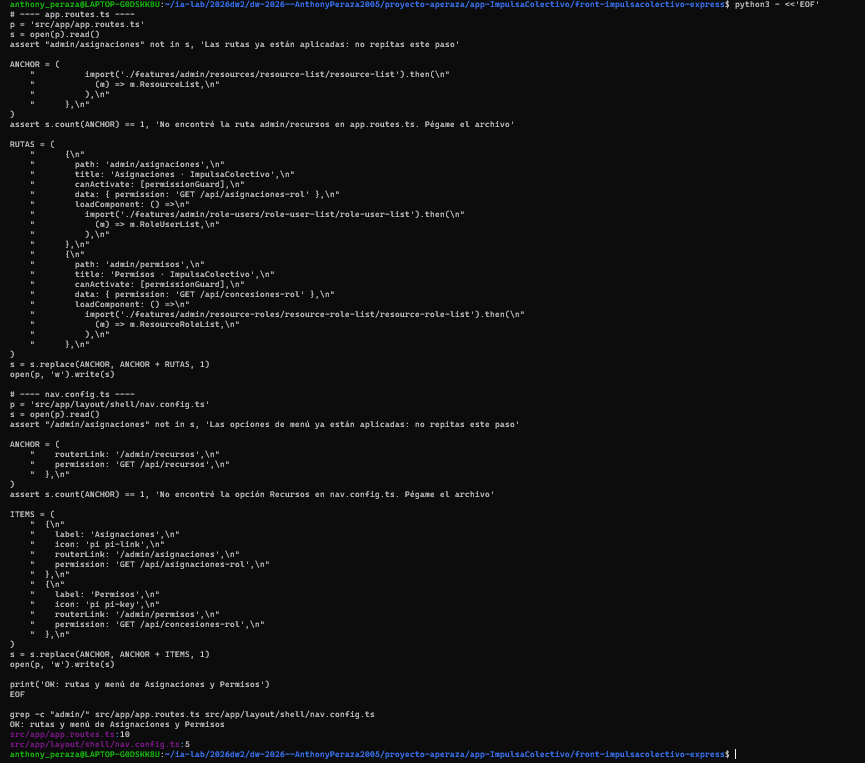 anthony_peraza@LAPTOP-G0DSKK8U:~/ia-lab/2026dw2/dw-2026--AnthonyPeraza2005/proyecto-aperaza/app-ImpulsaColectivo/front-impulsacolectivo-express$ python3 - <<'EOF'
# ---- app.routes.ts ----
p = 'src/app/app.routes.ts'
s = open(p).read()
assert "admin/asignaciones" not in s, 'Las rutas ya están aplicadas: no repitas este paso'

ANCHOR = (
    "          import('./features/admin/resources/resource-list/resource-list').then(\n"
    "            (m) => m.ResourceList,\n"
    "          ),\n"
    "      },\n"
)
assert s.count(ANCHOR) == 1, 'No encontré la ruta admin/recursos en app.routes.ts. Pégame el archivo'

RUTAS = (
    "      {\n"
    "        path: 'admin/asignaciones',\n"
    "        title: 'Asignaciones · ImpulsaColectivo',\n"
    "        canActivate: [permissionGuard],\n"
    "        data: { permission: 'GET /api/asignaciones-rol' },\n"
    "        loadComponent: () =>\n"
    "          import('./features/admin/role-users/role-user-list/role-user-list').then(\n"
    "            (m) => m.RoleUserList,\n"
    "          ),\n"
    "      },\n"
    "      {\n"
    "        path: 'admin/permisos',\n"
    "        title: 'Permisos · ImpulsaColectivo',\n"
    "        canActivate: [permissionGuard],\n"
    "        data: { permission: 'GET /api/concesiones-rol' },\n"
    "        loadComponent: () =>\n"
    "          import('./features/admin/resource-roles/resource-role-list/resource-role-list').then(\n"
    "            (m) => m.ResourceRoleList,\n"
    "          ),\n"
    "      },\n"
)
s = s.replace(ANCHOR, ANCHOR + RUTAS, 1)
open(p, 'w').write(s)

# ---- nav.config.ts ----
p = 'src/app/layout/shell/nav.config.ts'
s = open(p).read()
assert "/admin/asignaciones" not in s, 'Las opciones de menú ya están aplicadas: no repitas este paso'

ANCHOR = (
    "    routerLink: '/admin/recursos',\n"
    "    permission: 'GET /api/recursos',\n"
    "  },\n"
)
assert s.count(ANCHOR) == 1, 'No encontré la opción Recursos en nav.config.ts. Pégame el archivo'

ITEMS = (
    "  {\n"
    "    label: 'Asignaciones',\n"
    "    icon: 'pi pi-link',\n"
    "    routerLink: '/admin/asignaciones',\n"
    "    permission: 'GET /api/asignaciones-rol',\n"
    "  },\n"
    "  {\n"
    "    label: 'Permisos',\n"
    "    icon: 'pi pi-key',\n"
    "    routerLink: '/admin/permisos',\n"
    "    permission: 'GET /api/concesiones-rol',\n"
    "  },\n"
)
s = s.replace(ANCHOR, ANCHOR + ITEMS, 1)
open(p, 'w').write(s)

print('OK: rutas y menú de Asignaciones y Permisos')
EOF

grep -c "admin/" src/app/app.routes.ts src/app/layout/shell/nav.config.ts
OK: rutas y menú de Asignaciones y Permisos
src/app/app.routes.ts:10
src/app/layout/shell/nav.config.ts:5
anthony_peraza@LAPTOP-G0DSKK8U:~/ia-lab/2026dw2/dw-2026--AnthonyPeraza2005/proyecto-aperaza/app-ImpulsaColectivo/front-impulsacolectivo-express$